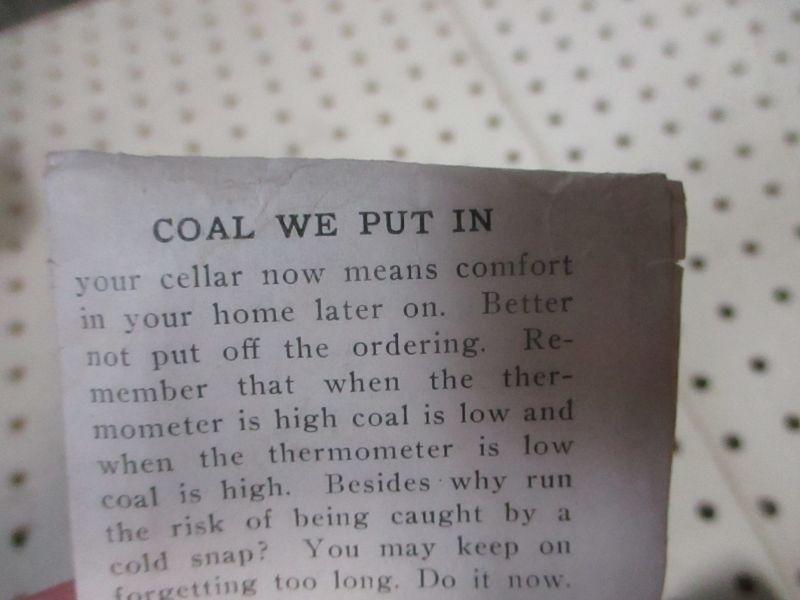 COAL WE PUT IN
your cellar now means comfort
in your home later on. Better
not put off the ordering. Re-
member that when the ther-
mometer is high coal is low and
when the thermometer is low
coal is high. Besides why run
the risk of being caught by a
cold snap? You may keep on
forgetting too long. Do it now.